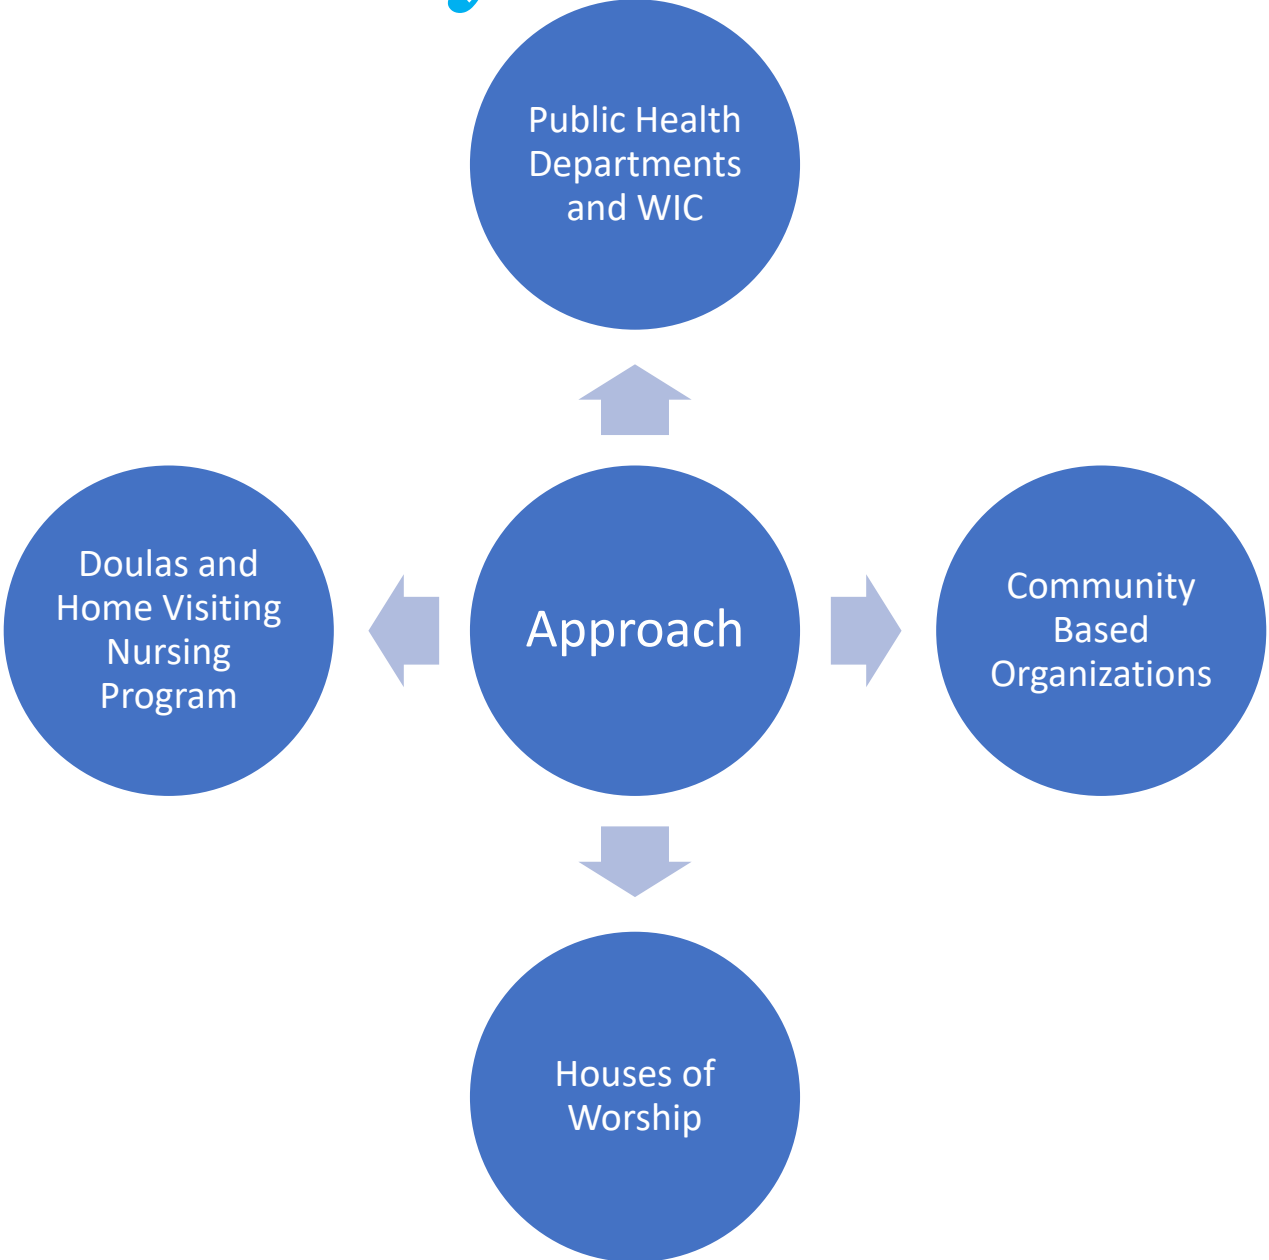 Public Health
Departments
and WIC
Doulas and
Home Visiting
Nursing
Program
Approach
Community
Based
Organizations
Houses of
Worship